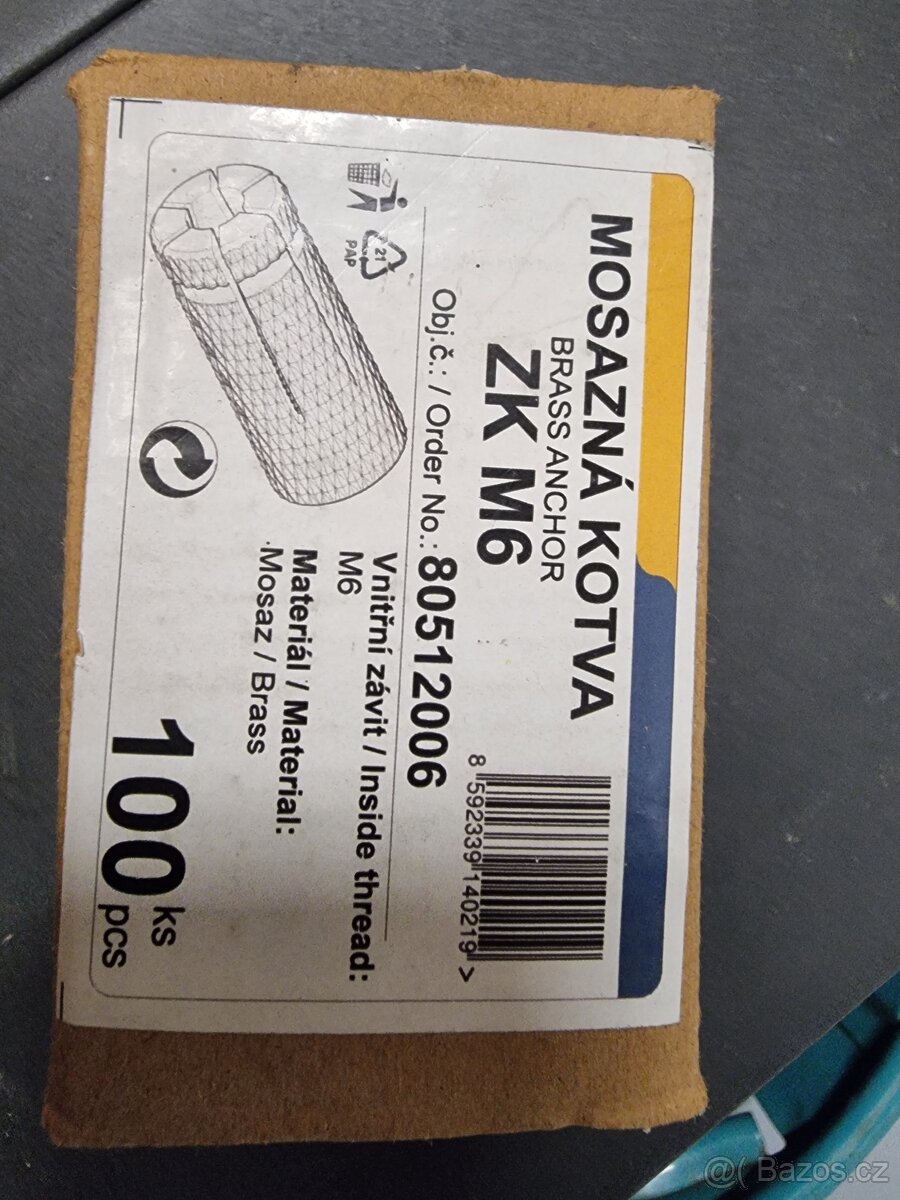 MOSAZNÁ KOTVA
BRASS ANCHOR
ZK M6
8 592339 140219 >
Obj.č.: / Order No.: 80512006
21
PAP
Vnitřní závit / Inside thread:
M6
Materiál / Material:
Mosaz / Brass
100 ks
pcs
@( Bazos.cz